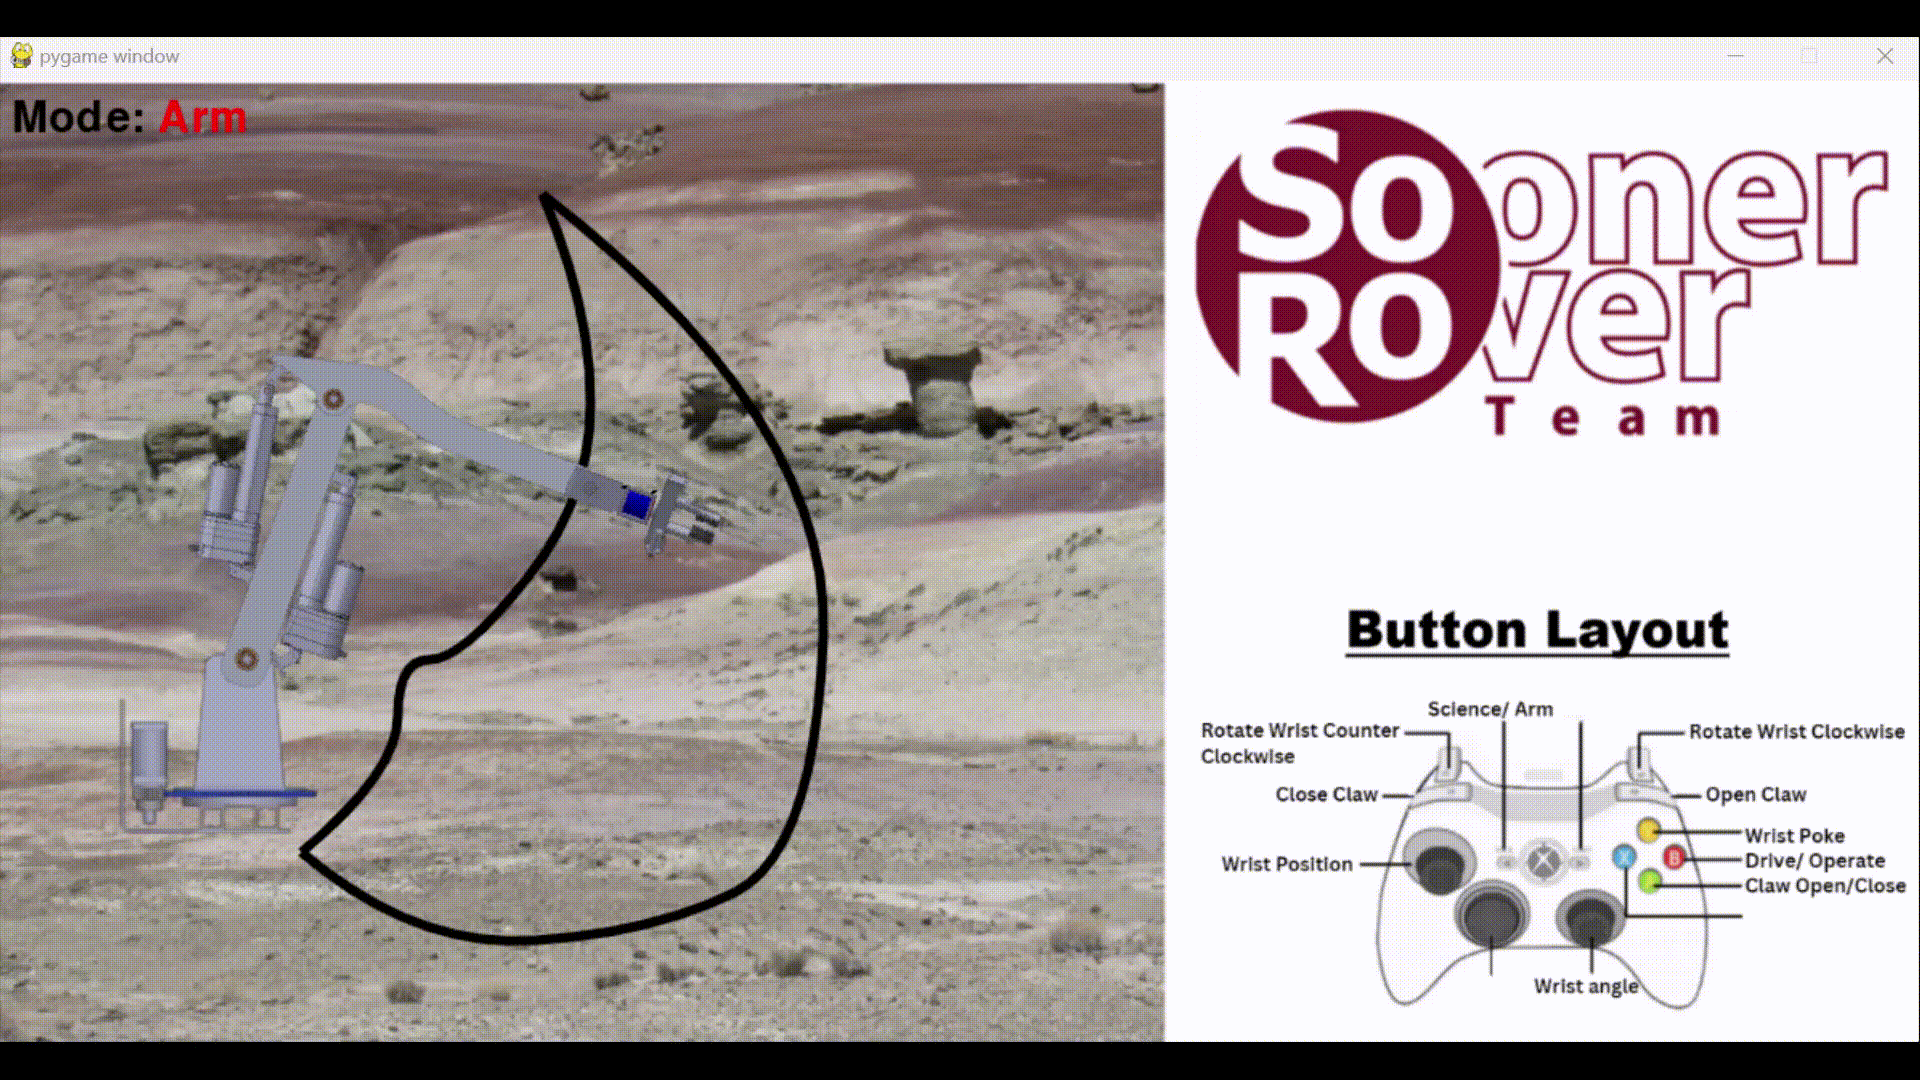 pygame window
Mode: Arm
Sooner
Rover
Team
Button Layout
Science/ Arm
Rotate Wrist Counter
Clockwise
Rotate Wrist Clockwise
Close Claw
Open Claw
Wrist Poke
X
B
Drive/ Operate
Wrist Position
Claw Open/Close
Wrist angle